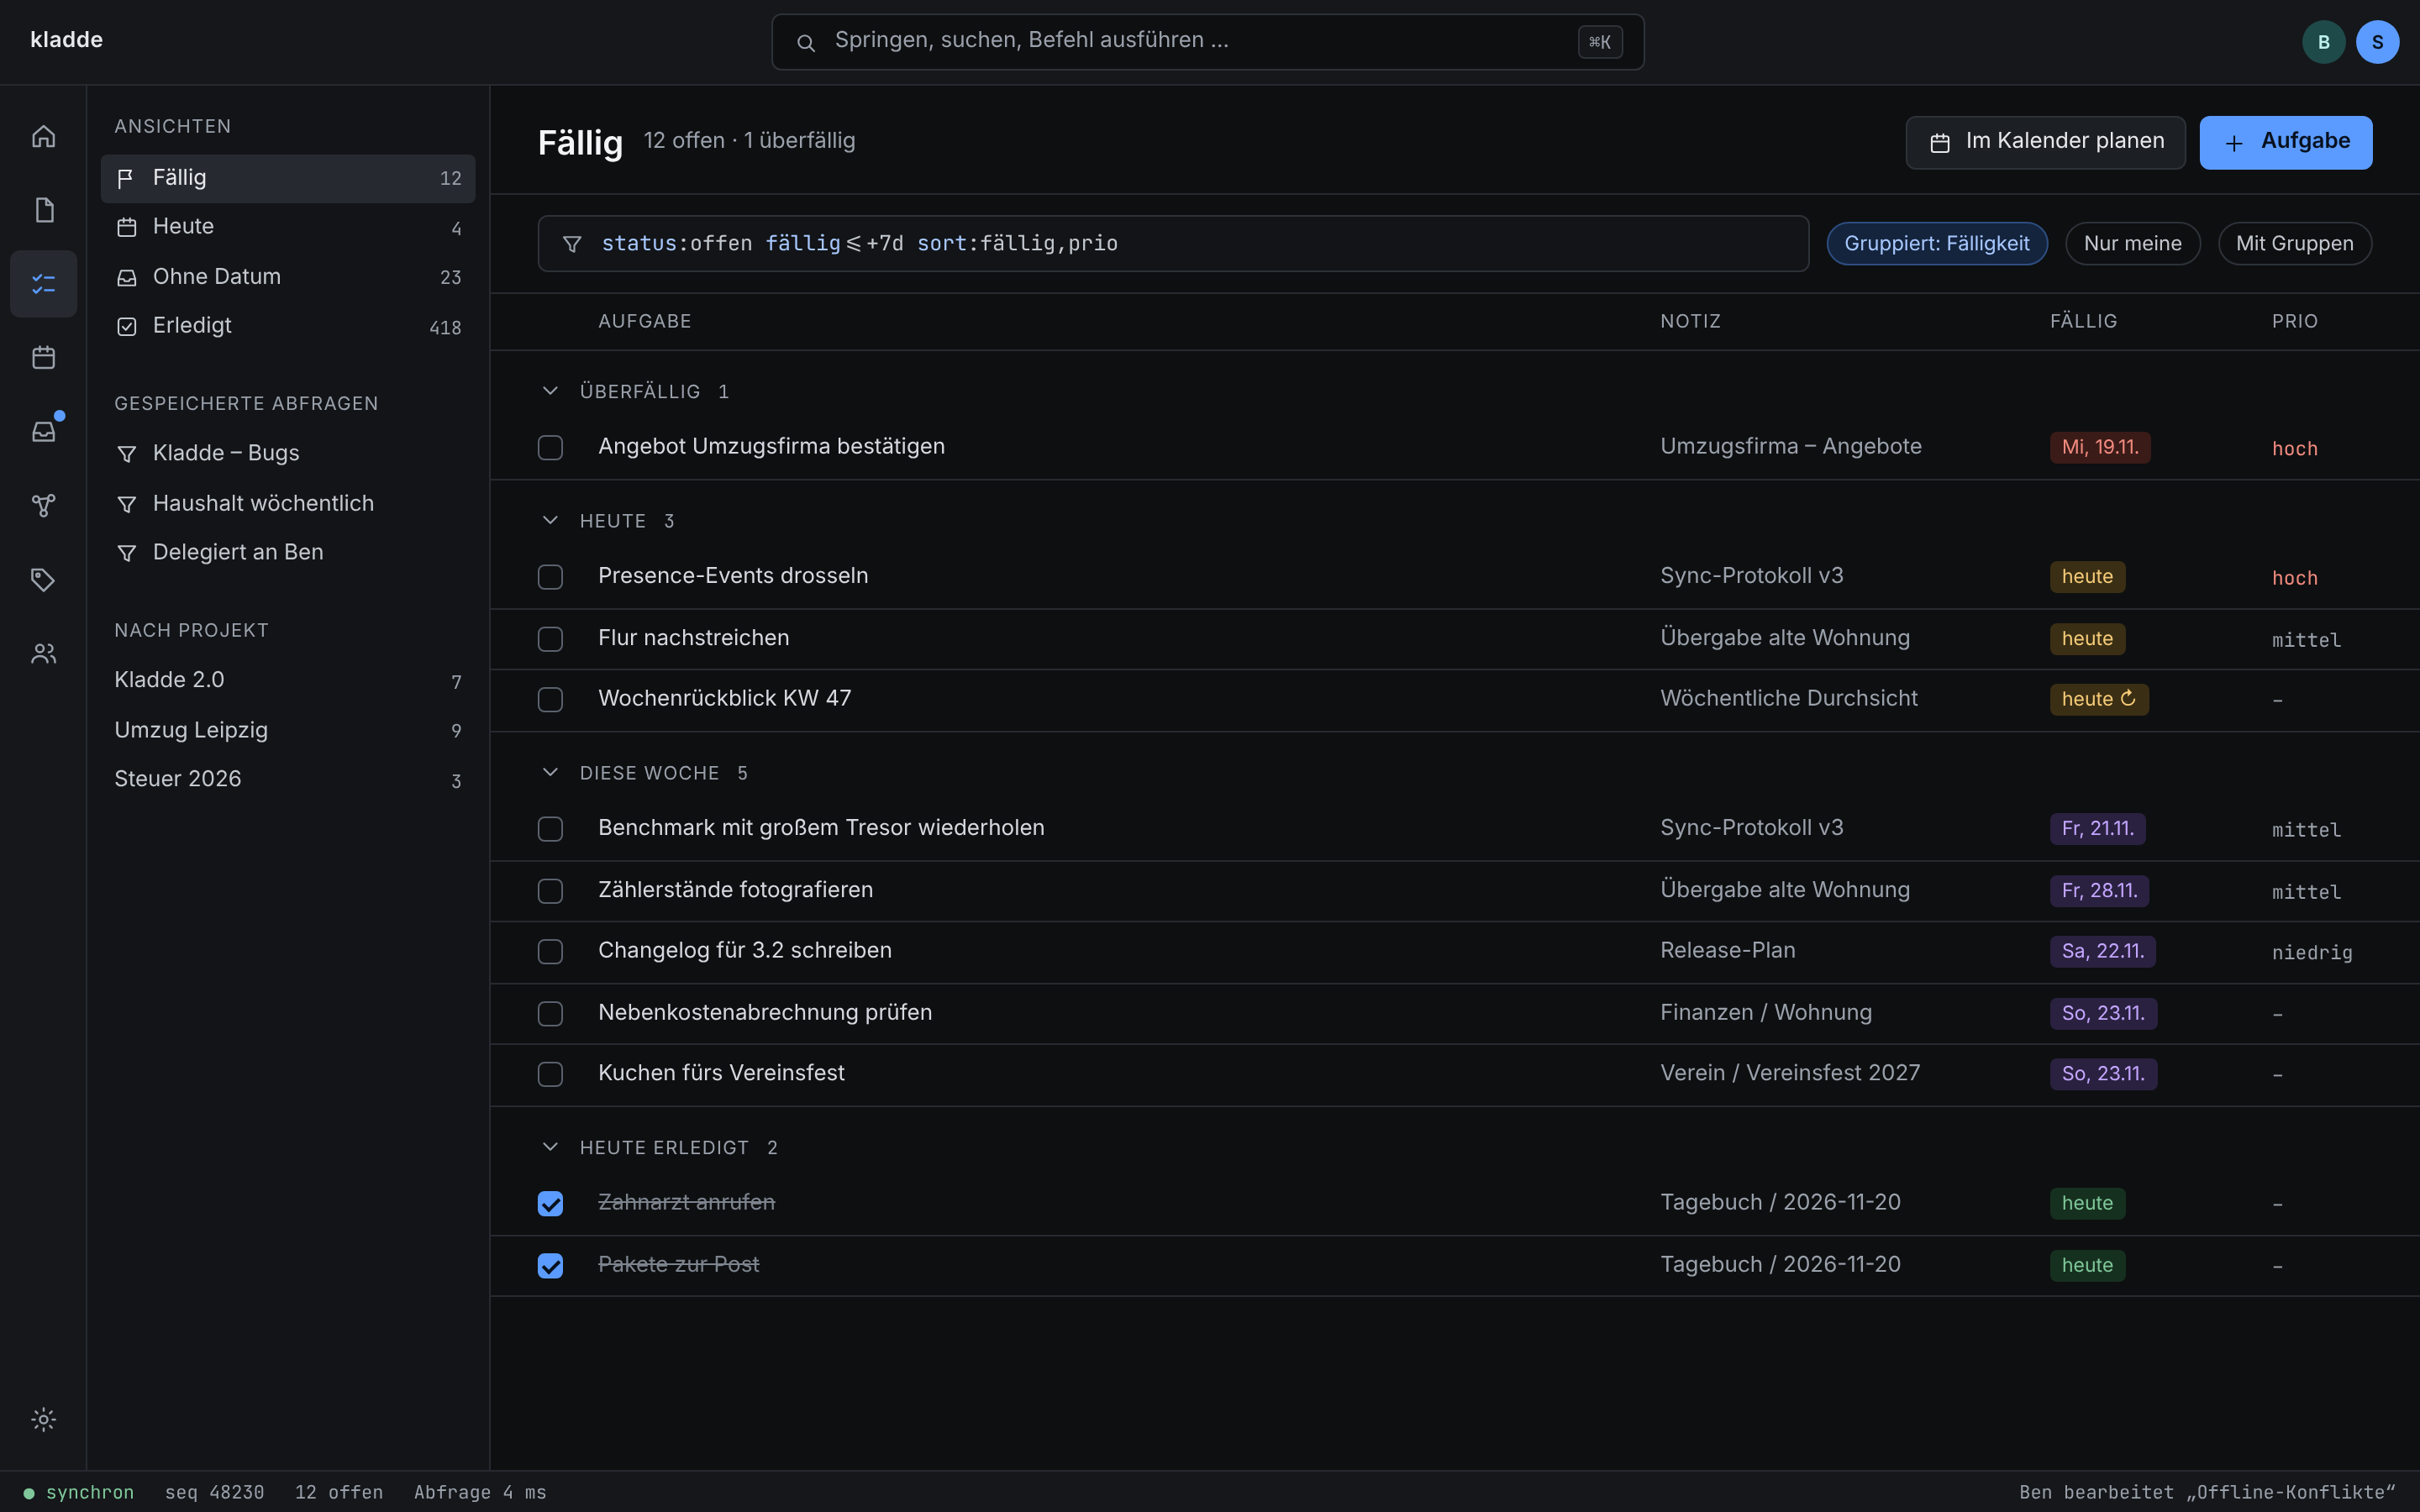 kladde
Springen, suchen, Befehl ausführen …
⌘K
B
S
ANSICHTEN
Fällig 12
Heute 4
Ohne Datum 23
Erledigt 418
GESPEICHERTE ABFRAGEN
Kladde – Bugs
Haushalt wöchentlich
Delegiert an Ben
NACH PROJEKT
Kladde 2.0 7
Umzug Leipzig 9
Steuer 2026 3
Fällig 12 offen · 1 überfällig
Im Kalender planen
+ Aufgabe
status:offen fällig≤+7d sort:fällig,prio
Gruppiert: Fälligkeit
Nur meine
Mit Gruppen
AUFGABE NOTIZ FÄLLIG PRIO
ÜBERFÄLLIG 1
Angebot Umzugsfirma bestätigen Umzugsfirma – Angebote Mi, 19.11. hoch
HEUTE 3
Presence-Events drosseln Sync-Protokoll v3 heute hoch
Flur nachstreichen Übergabe alte Wohnung heute mittel
Wochenrückblick KW 47 Wöchentliche Durchsicht heute ↻ –
DIESE WOCHE 5
Benchmark mit großem Tresor wiederholen Sync-Protokoll v3 Fr, 21.11. mittel
Zählerstände fotografieren Übergabe alte Wohnung Fr, 28.11. mittel
Changelog für 3.2 schreiben Release-Plan Sa, 22.11. niedrig
Nebenkostenabrechnung prüfen Finanzen / Wohnung So, 23.11. –
Kuchen fürs Vereinsfest Verein / Vereinsfest 2027 So, 23.11. –
HEUTE ERLEDIGT 2
Zahnarzt anrufen Tagebuch / 2026-11-20 heute –
Pakete zur Post Tagebuch / 2026-11-20 heute –
synchron seq 48230 12 offen Abfrage 4 ms
Ben bearbeitet „Offline-Konflikte“